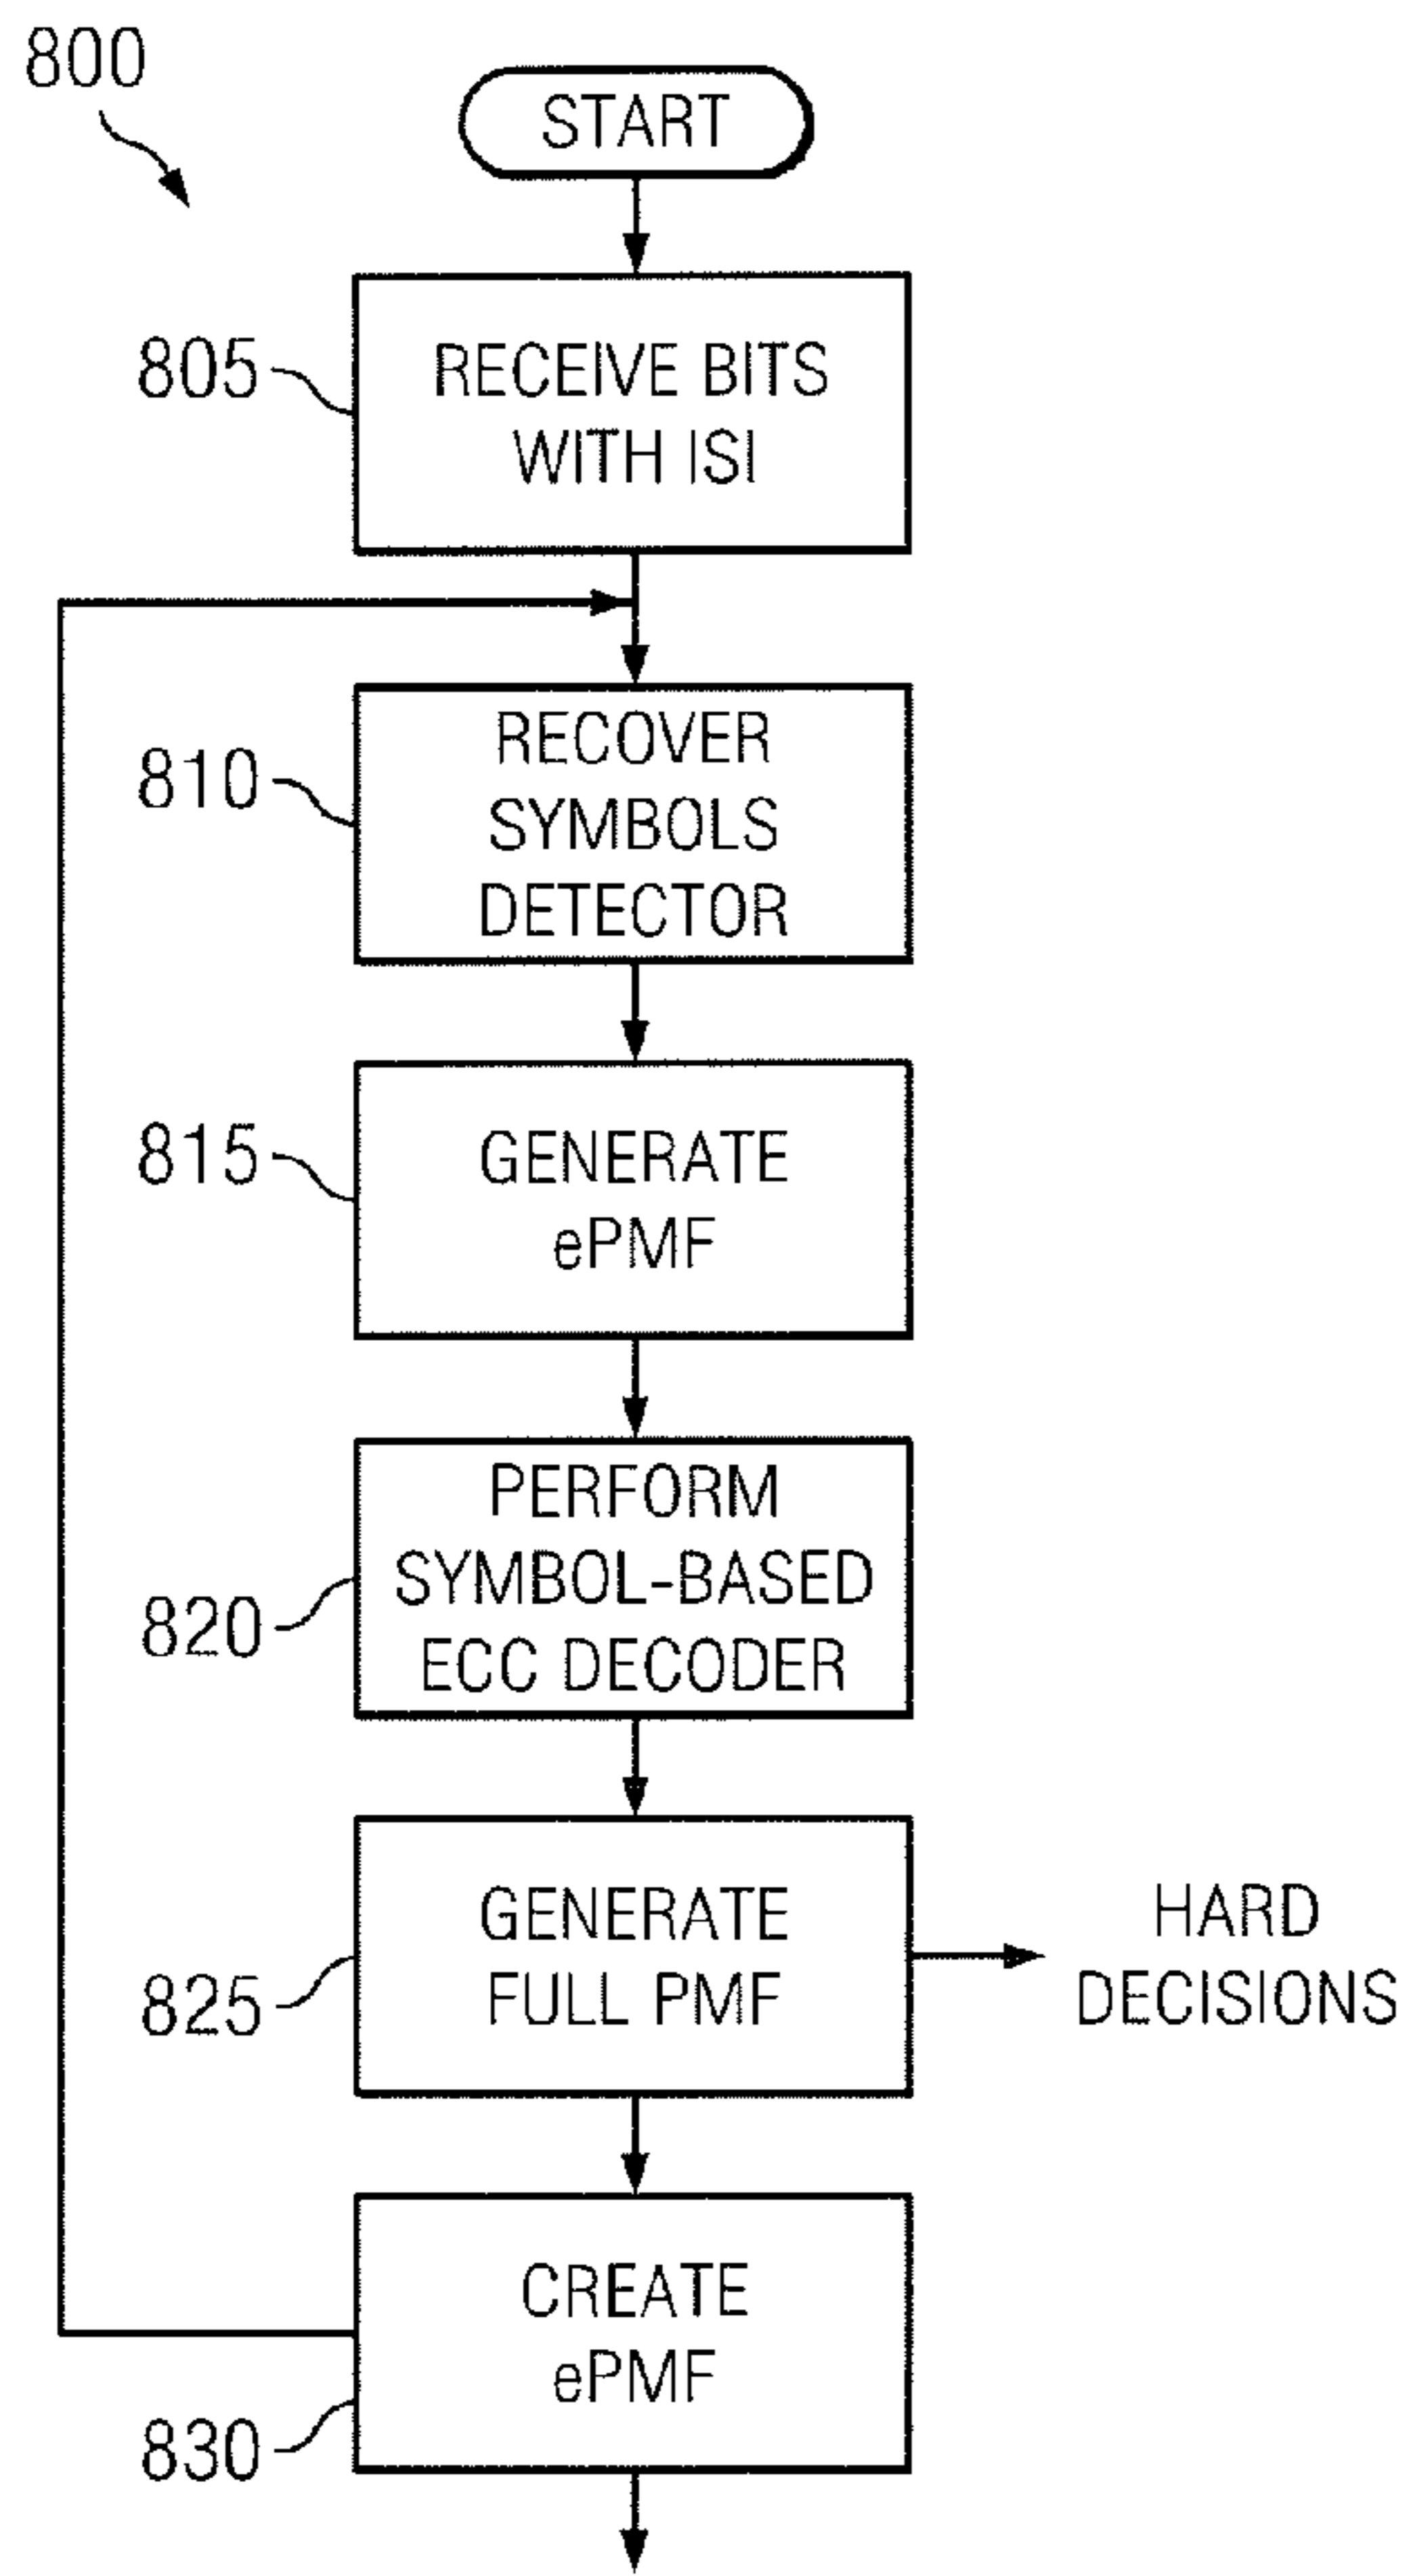 800
START
805
RECEIVE BITS
WITH ISI
810
RECOVER
SYMBOLS
DETECTOR
815
GENERATE
ePMF
820
PERFORM
SYMBOL-BASED
ECC DECODER
825
GENERATE
FULL PMF
HARD
DECISIONS
830
CREATE
ePMF